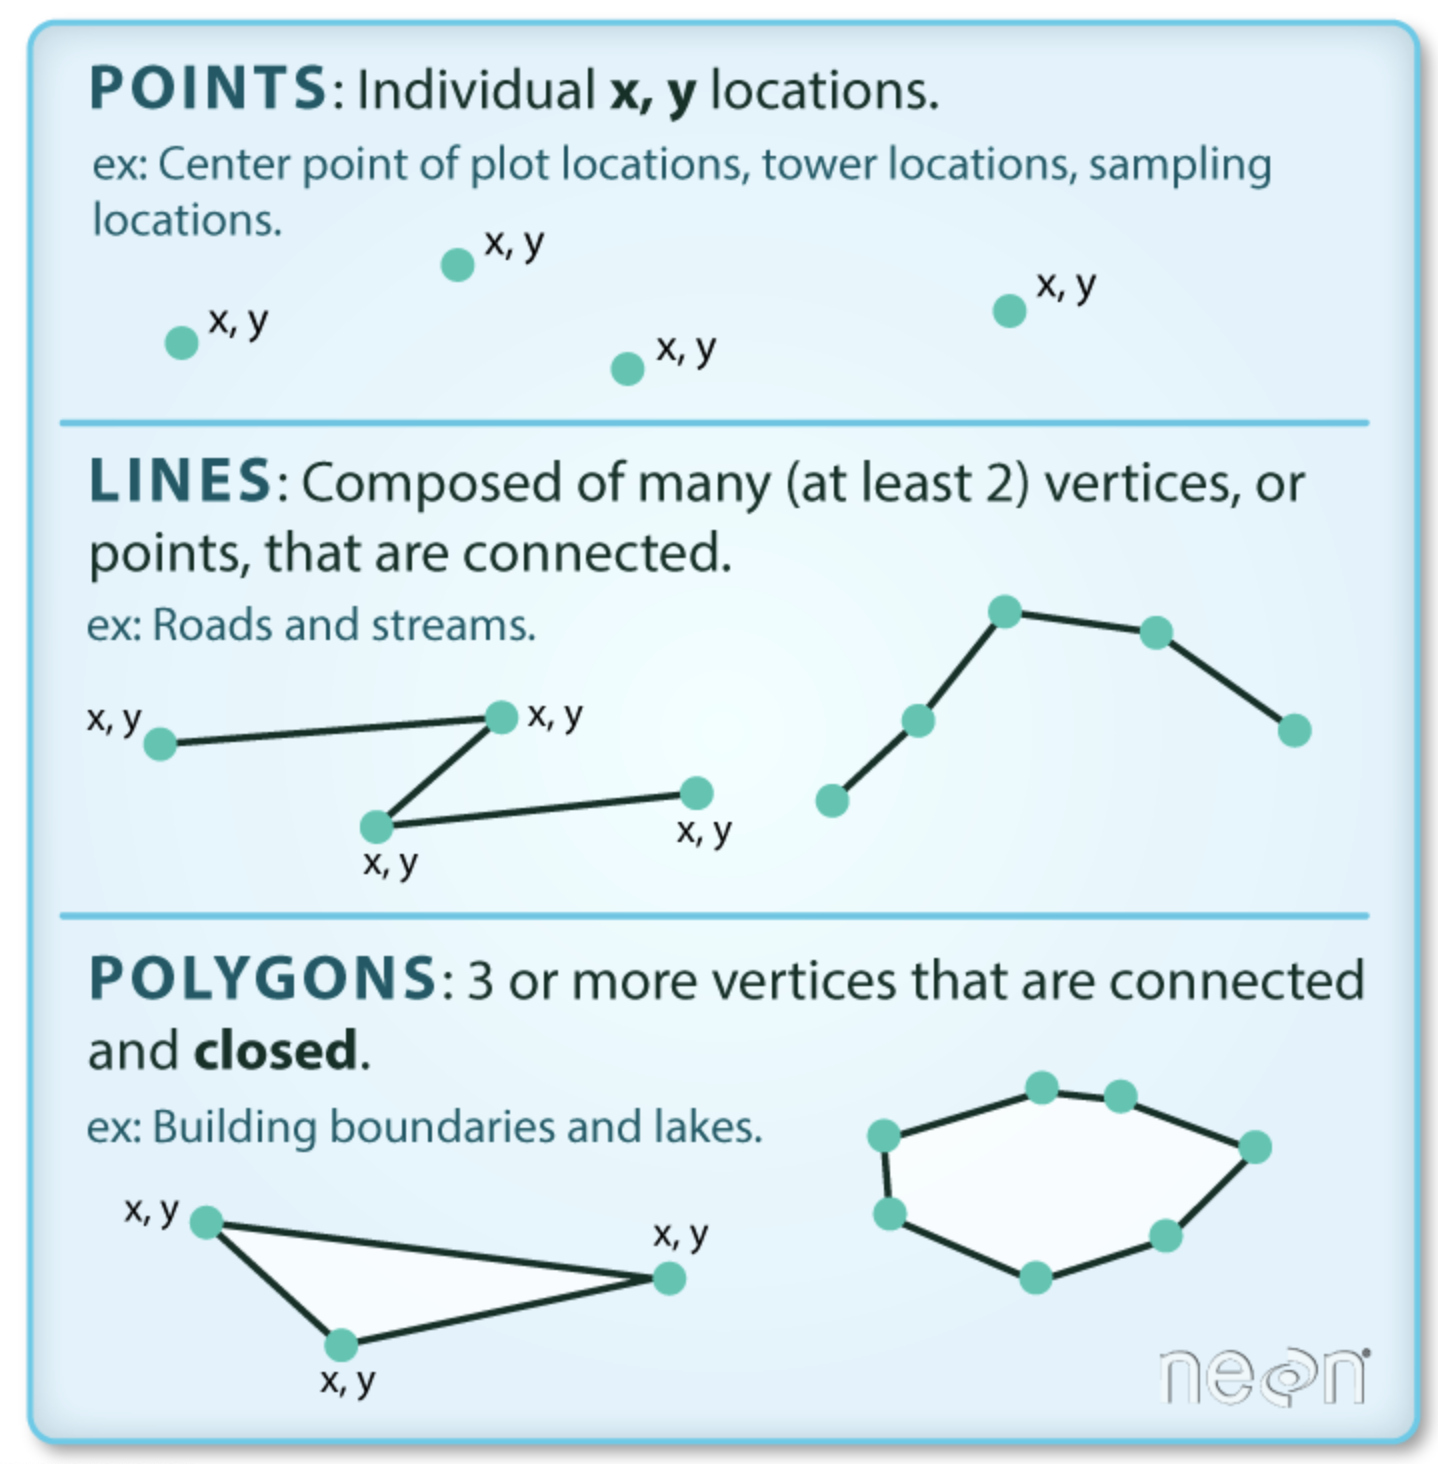 POINTS: Individual x, y locations.
ex: Center point of plot locations, tower locations, sampling
locations.
x, y
x, y
x, y
x, y
LINES: Composed of many (at least 2) vertices, or
points, that are connected.
ex: Roads and streams.
x, y
x, y
x, y
x, y
POLYGONS: 3 or more vertices that are connected
and closed.
ex: Building boundaries and lakes.
x, y
x, y
x, y
neon